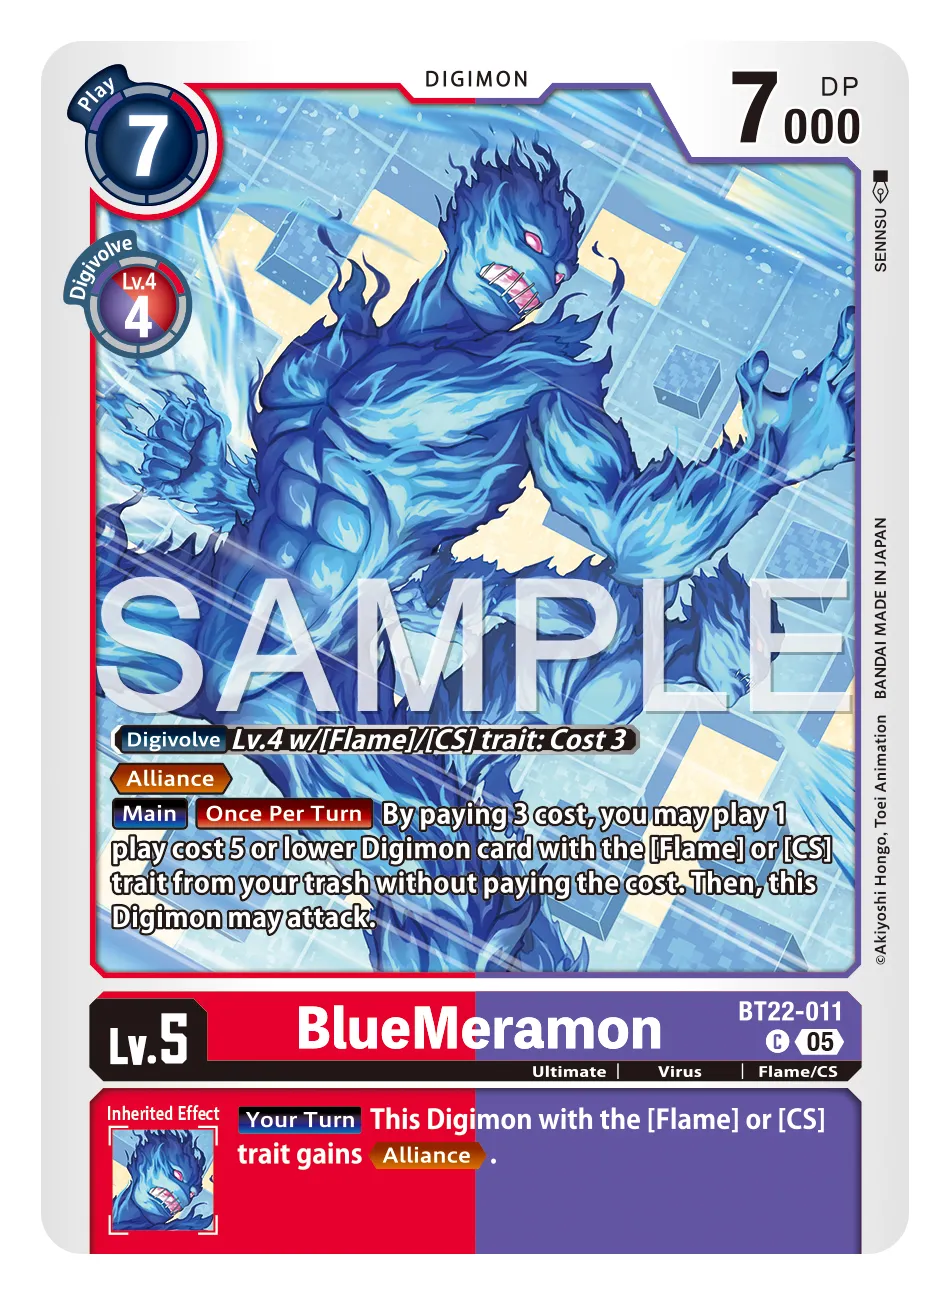 DIGIMON
Play
7
7000
DP
Digivolve
Lv.4
4
SENNSU
BANDAI MADE IN JAPAN
©Akiyoshi Hongo, Toei Animation
SAMPLE
Digivolve Lv.4 w/[Flame]/[CS] trait: Cost 3
Alliance
Main Once Per Turn By paying 3 cost, you may play 1
play cost 5 or lower Digimon card with the [Flame] or [CS]
trait from your trash without paying the cost. Then, this
Digimon may attack.
Lv.5
BlueMeramon
BT22-011
C 05
Ultimate | Virus | Flame/CS
Inherited Effect
Your Turn This Digimon with the [Flame] or [CS]
trait gains Alliance .